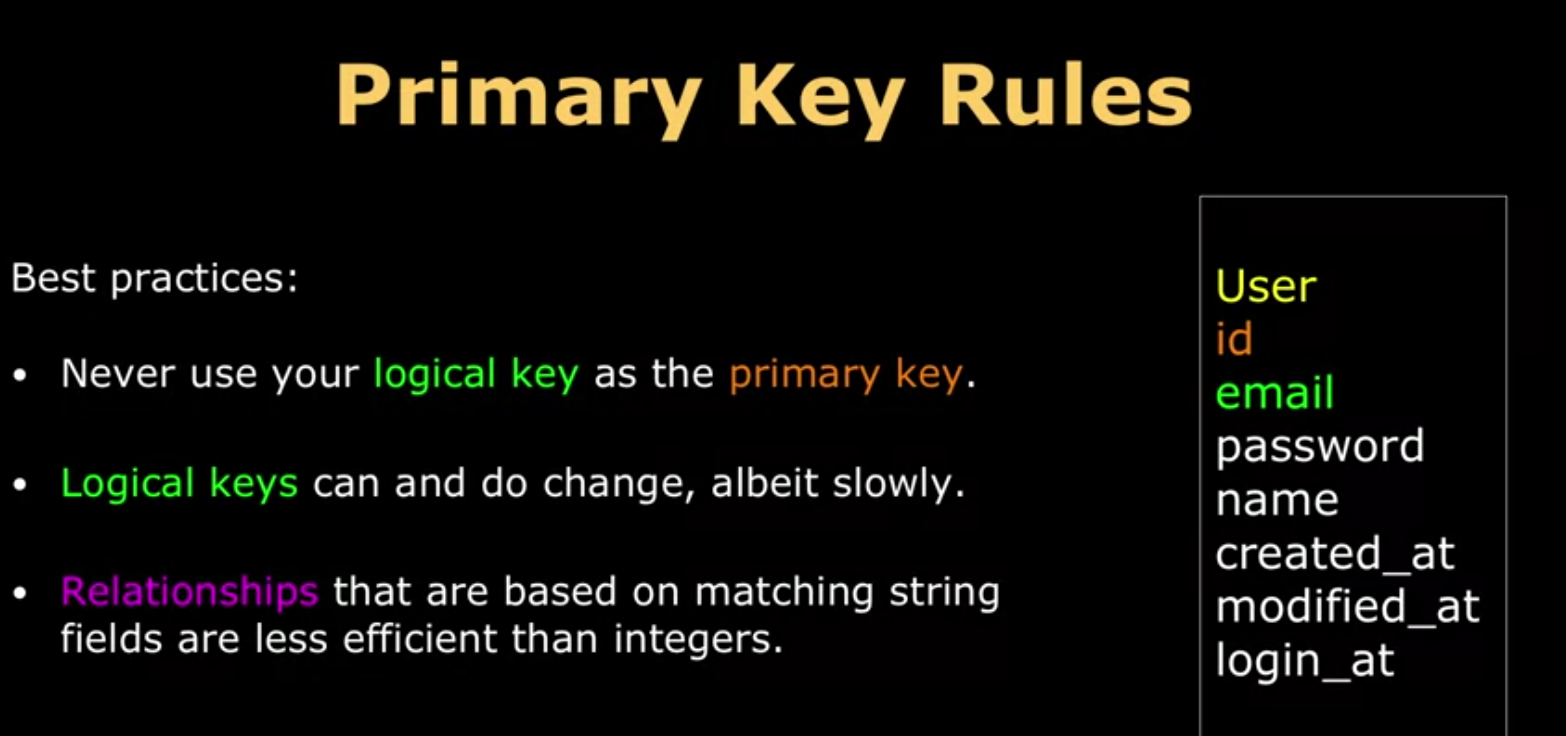 Primary Key Rules
Best practices:
• Never use your logical key as the primary key.
• Logical keys can and do change, albeit slowly.
• Relationships that are based on matching string
fields are less efficient than integers.
User
id
email
password
name
created_at
modified_at
login_at